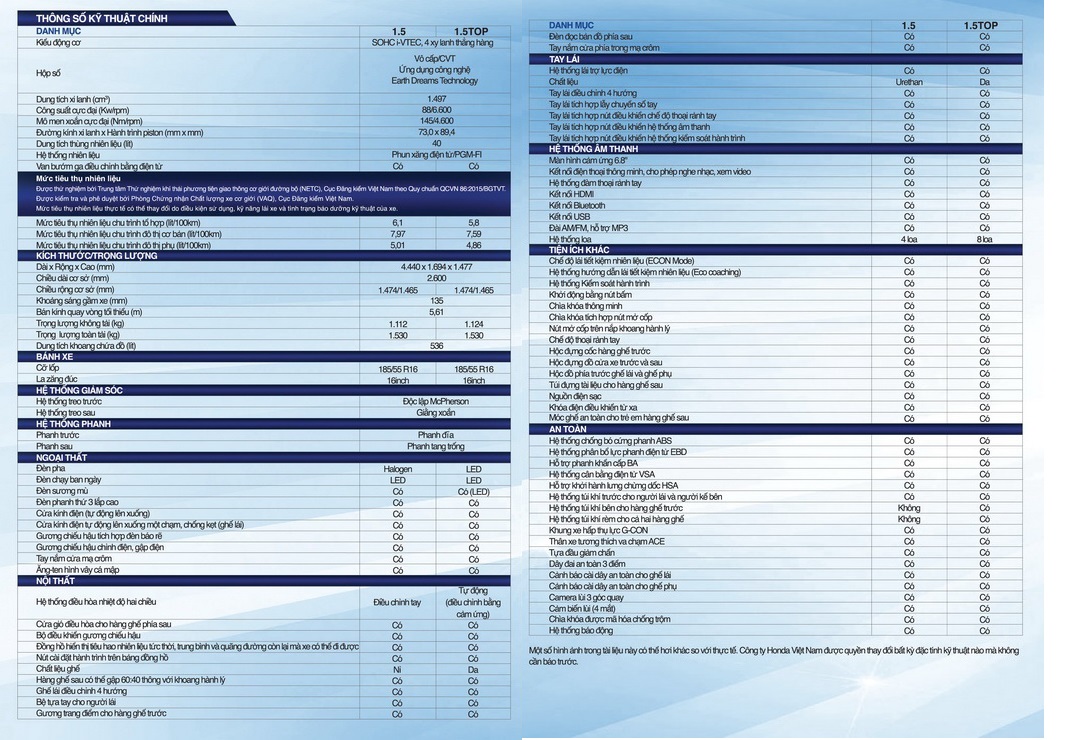 THÔNG SỐ KỸ THUẬT CHÍNH
DANH MỤC 1.5 1.5TOP
Kiểu động cơ SOHC i-VTEC, 4 xy lanh thẳng hàng
Hộp số Vô cấp/CVT
Ứng dụng công nghệ
Earth Dreams Technology
Dung tích xi lanh (cm³) 1.497
Công suất cực đại (Kw/rpm) 88/6.600
Mô men xoắn cực đại (Nm/rpm) 145/4.600
Đường kính xi lanh x Hành trình piston (mm x mm) 73,0 x 89,4
Dung tích thùng nhiên liệu (lít) 40
Hệ thống nhiên liệu Phun xăng điện tử/PGM-FI
Van bướm ga điều chỉnh bằng điện tử Có Có
Mức tiêu thụ nhiên liệu
Được thử nghiệm bởi Trung tâm Thử nghiệm khí thải phương tiện giao thông cơ giới đường bộ (NETC), Cục Đăng kiểm Việt Nam theo Quy chuẩn QCVN 86:2015/BGTVT.
Được kiểm tra và phê duyệt bởi Phòng Chứng nhận Chất lượng xe cơ giới (VAQ), Cục Đăng kiểm Việt Nam.
Mức tiêu thụ nhiên liệu thực tế có thể thay đổi do điều kiện sử dụng, kỹ năng lái xe và tình trạng bảo dưỡng kỹ thuật của xe.
Mức tiêu thụ nhiên liệu chu trình tổ hợp (lít/100km) 6,1 5,8
Mức tiêu thụ nhiên liệu chu trình đô thị cơ bản (lít/100km) 7,97 7,59
Mức tiêu thụ nhiên liệu chu trình đô thị phụ (lít/100km) 5,01 4,86
KÍCH THƯỚC/TRỌNG LƯỢNG
Dài x Rộng x Cao (mm) 4.440 x 1.694 x 1.477
Chiều dài cơ sở (mm) 2.600
Chiều rộng cơ sở (mm) 1.474/1.465 1.474/1.465
Khoảng sáng gầm xe (mm) 135
Bán kính quay vòng tối thiểu (m) 5,61
Trọng lượng không tải (kg) 1.112 1.124
Trọng lượng toàn tải (kg) 1.530 1.530
Dung tích khoang chứa đồ (lít) 536
BÁNH XE
Cỡ lốp 185/55 R16 185/55 R16
La zăng đúc 16inch 16inch
HỆ THỐNG GIẢM SÓC
Hệ thống treo trước Độc lập McPherson
Hệ thống treo sau Giằng xoắn
HỆ THỐNG PHANH
Phanh trước Phanh đĩa
Phanh sau Phanh tang trống
NGOẠI THẤT
Đèn pha Halogen LED
Đèn chạy ban ngày LED LED
Đèn sương mù Có Có (LED)
Đèn phanh thứ 3 lắp cao Có Có
Cửa kính điện (tự động lên xuống) Có Có
Cửa kính điện tự động lên xuống một chạm, chống kẹt (ghế lái) Có Có
Gương chiếu hậu tích hợp đèn báo rẽ Có Có
Gương chiếu hậu chỉnh điện, gập điện Có Có
Tay nắm cửa mạ crôm Có Có
Ăng-ten hình vây cá mập Có Có
NỘI THẤT
Hệ thống điều hòa nhiệt độ hai chiều Điều chỉnh tay Tự động
(điều chỉnh bằng
cảm ứng)
Cửa gió điều hòa cho hàng ghế phía sau Có Có
Bộ điều khiển gương chiếu hậu Có Có
Đồng hồ hiển thị tiêu hao nhiên liệu tức thời, trung bình và quãng đường còn lại mà xe có thể đi được Có Có
Nút cài đặt hành trình trên bảng đồng hồ Có Có
Chất liệu ghế Nỉ Da
Hàng ghế sau có thể gập 60:40 thông với khoang hành lý Có Có
Ghế lái điều chỉnh 4 hướng Có Có
Bệ tựa tay cho người lái Có Có
Gương trang điểm cho hàng ghế trước Có Có
DANH MỤC 1.5 1.5TOP
Đèn đọc bản đồ phía sau Có Có
Tay nắm cửa phía trong mạ crôm Có Có
TAY LÁI
Hệ thống lái trợ lực điện Có Có
Chất liệu Urethan Da
Tay lái điều chỉnh 4 hướng Có Có
Tay lái tích hợp lẫy chuyển số tay Có Có
Tay lái tích hợp nút điều khiển chế độ thoại rảnh tay Có Có
Tay lái tích hợp nút điều khiển hệ thống âm thanh Có Có
Tay lái tích hợp nút điều khiển hệ thống kiểm soát hành trình Có Có
HỆ THỐNG ÂM THANH
Màn hình cảm ứng 6.8" Có Có
Kết nối điện thoại thông minh, cho phép nghe nhạc, xem video Có Có
Hệ thống đàm thoại rảnh tay Có Có
Kết nối HDMI Có Có
Kết nối Bluetooth Có Có
Kết nối USB Có Có
Đài AM/FM, hỗ trợ MP3 Có Có
Hệ thống loa 4 loa 8 loa
TIỆN ÍCH KHÁC
Chế độ lái tiết kiệm nhiên liệu (ECON Mode) Có Có
Hệ thống hướng dẫn lái tiết kiệm nhiên liệu (Eco coaching) Có Có
Hệ thống Kiểm soát hành trình Có Có
Khởi động bằng nút bấm Có Có
Chìa khóa thông minh Có Có
Chìa khóa tích hợp nút mở cốp Có Có
Nút mở cốp trên nắp khoang hành lý Có Có
Chế độ thoại rảnh tay Có Có
Hộc đựng cốc hàng ghế trước Có Có
Hộc đựng đồ cửa xe trước và sau Có Có
Hộc đồ phía trước ghế lái và ghế phụ Có Có
Túi đựng tài liệu cho hàng ghế sau Có Có
Nguồn điện sạc Có Có
Khóa điện điều khiển từ xa Có Có
Móc ghế an toàn cho trẻ em hàng ghế sau Có Có
AN TOÀN
Hệ thống chống bó cứng phanh ABS Có Có
Hệ thống phân bổ lực phanh điện tử EBD Có Có
Hỗ trợ phanh khẩn cấp BA Có Có
Hệ thống cân bằng điện tử VSA Có Có
Hỗ trợ khởi hành lưng chừng dốc HSA Có Có
Hệ thống túi khí trước cho người lái và người kế bên Có Có
Hệ thống túi khí bên cho hàng ghế trước Không Có
Hệ thống túi khí rèm cho cả hai hàng ghế Không Có
Khung xe hấp thụ lực G-CON Có Có
Thân xe tương thích va chạm ACE Có Có
Tựa đầu giảm chấn Có Có
Dây đai an toàn 3 điểm Có Có
Cảnh báo cài dây an toàn cho ghế lái Có Có
Cảnh báo cài dây an toàn cho ghế phụ Có Có
Camera lùi 3 góc quay Có Có
Cảm biến lùi (4 mắt) Có Có
Chìa khóa được mã hóa chống trộm Có Có
Hệ thống báo động Có Có
Một số hình ảnh trong tài liệu này có thể hơi khác so với thực tế. Công ty Honda Việt Nam được quyền thay đổi bất kỳ đặc tính kỹ thuật nào mà không
cần báo trước.